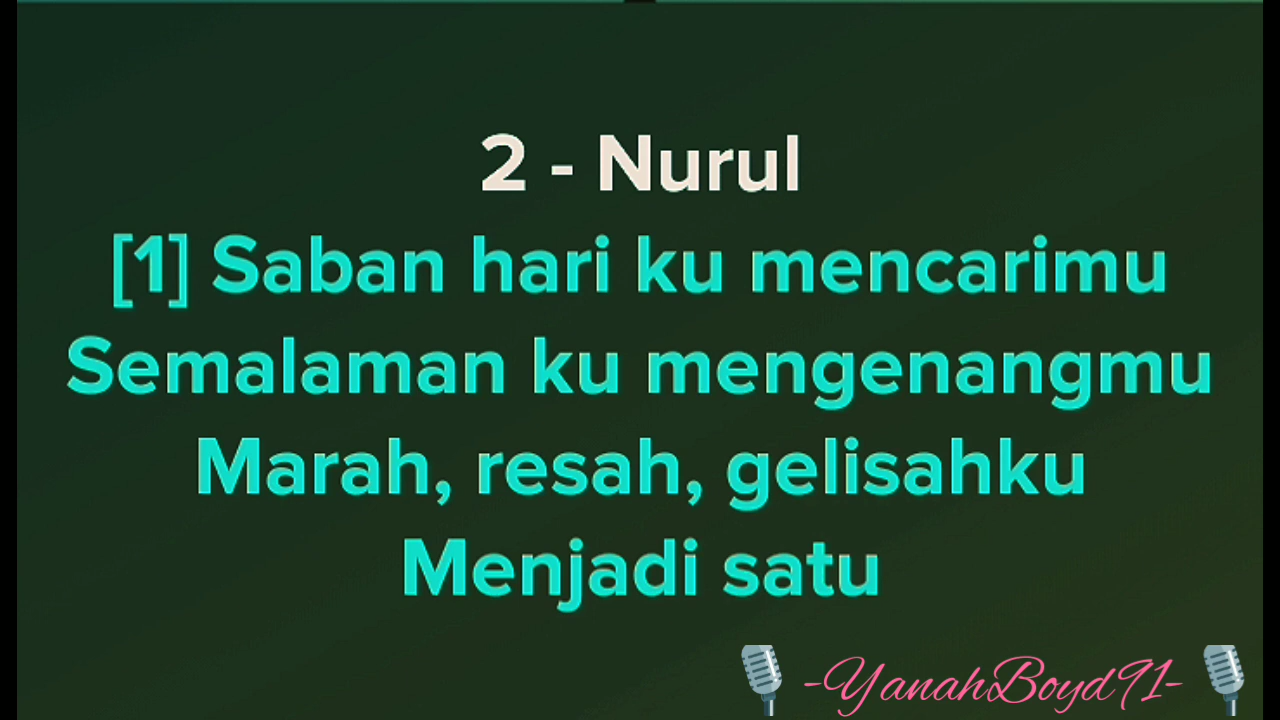 2 - Nurul
[1] Saban hari ku mencarimu
Semalaman ku mengenangmu
Marah, resah, gelisahku
Menjadi satu
-YanahBoyd91-